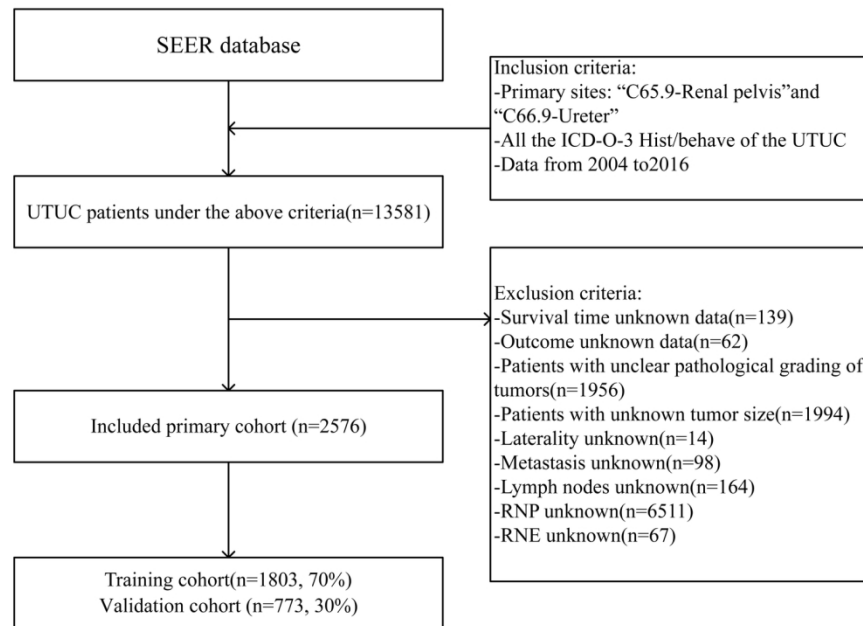 SEER database
Inclusion criteria:
-Primary sites: “C65.9-Renal pelvis”and
“C66.9-Ureter”
-All the ICD-O-3 Hist/behave of the UTUC
-Data from 2004 to2016
UTUC patients under the above criteria(n=13581)
Exclusion criteria:
-Survival time unknown data(n=139)
-Outcome unknown data(n=62)
-Patients with unclear pathological grading of
tumors(n=1956)
-Patients with unknown tumor size(n=1994)
-Laterality unknown(n=14)
-Metastasis unknown(n=98)
-Lymph nodes unknown(n=164)
-RNP unknown(n=6511)
-RNE unknown(n=67)
Included primary cohort (n=2576)
Training cohort(n=1803, 70%)
Validation cohort (n=773, 30%)